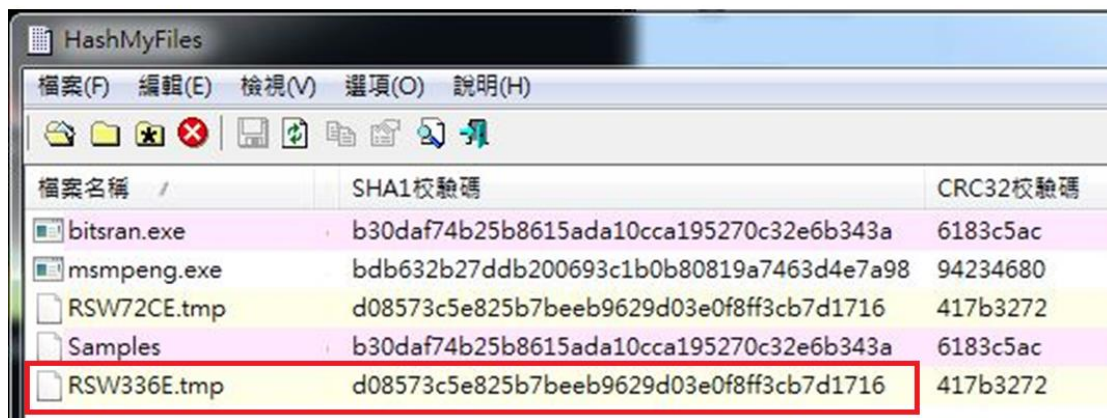 HashMyFiles
檔案(F) 編輯(E) 檢視(V) 選項(O) 說明(H)
檔案名稱 / SHA1校驗碼 CRC32校驗碼
bitsran.exe b30daf74b25b8615ada10cca195270c32e6b343a 6183c5ac
msmpeng.exe bdb632b27ddb200693c1b0b80819a7463d4e7a98 94234680
RSW72CE.tmp d08573c5e825b7beeb9629d03e0f8ff3cb7d1716 417b3272
Samples b30daf74b25b8615ada10cca195270c32e6b343a 6183c5ac
RSW336E.tmp d08573c5e825b7beeb9629d03e0f8ff3cb7d1716 417b3272